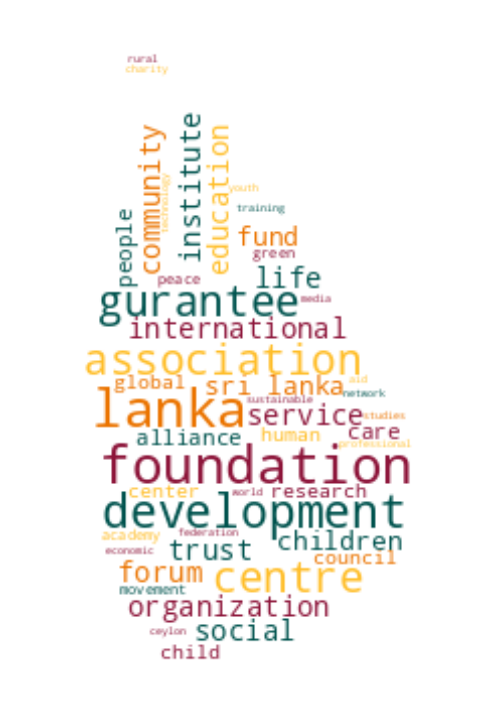 rural
charity
community
institute
education
technology
youth
people
training
fund
green
peace
life
gurantee
media
international
association
global
sri lanka
aid
sustainable
network
lanka
service
studies
care
alliance
human
professional
foundation
center
world
research
development
academy
federation
children
economic
trust
council
forum
centre
movement
organization
ceylon
social
child